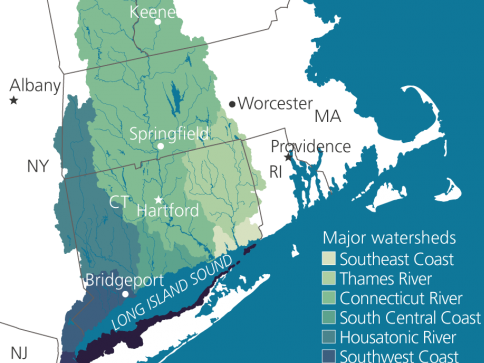 Keene
Albany
Worcester
MA
Springfield
Providence
NY
RI
CT
Hartford
Bridgeport
LONG ISLAND SOUND
NJ
Major watersheds
Southeast Coast
Thames River
Connecticut River
South Central Coast
Housatonic River
Southwest Coast